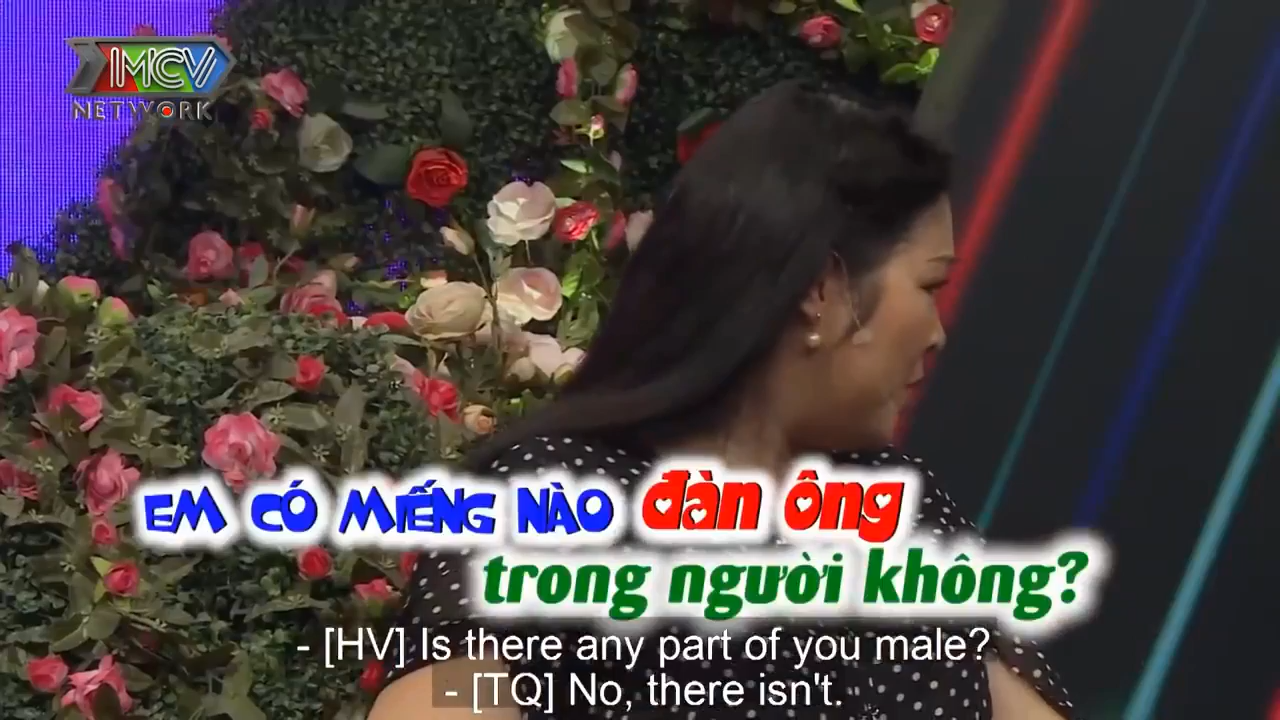 MCV
NETWORK
EM CÓ MIẾNG NÀO đàn ông
trong người không?
- [HV] Is there any part of you male?
- [TQ] No, there isn't.